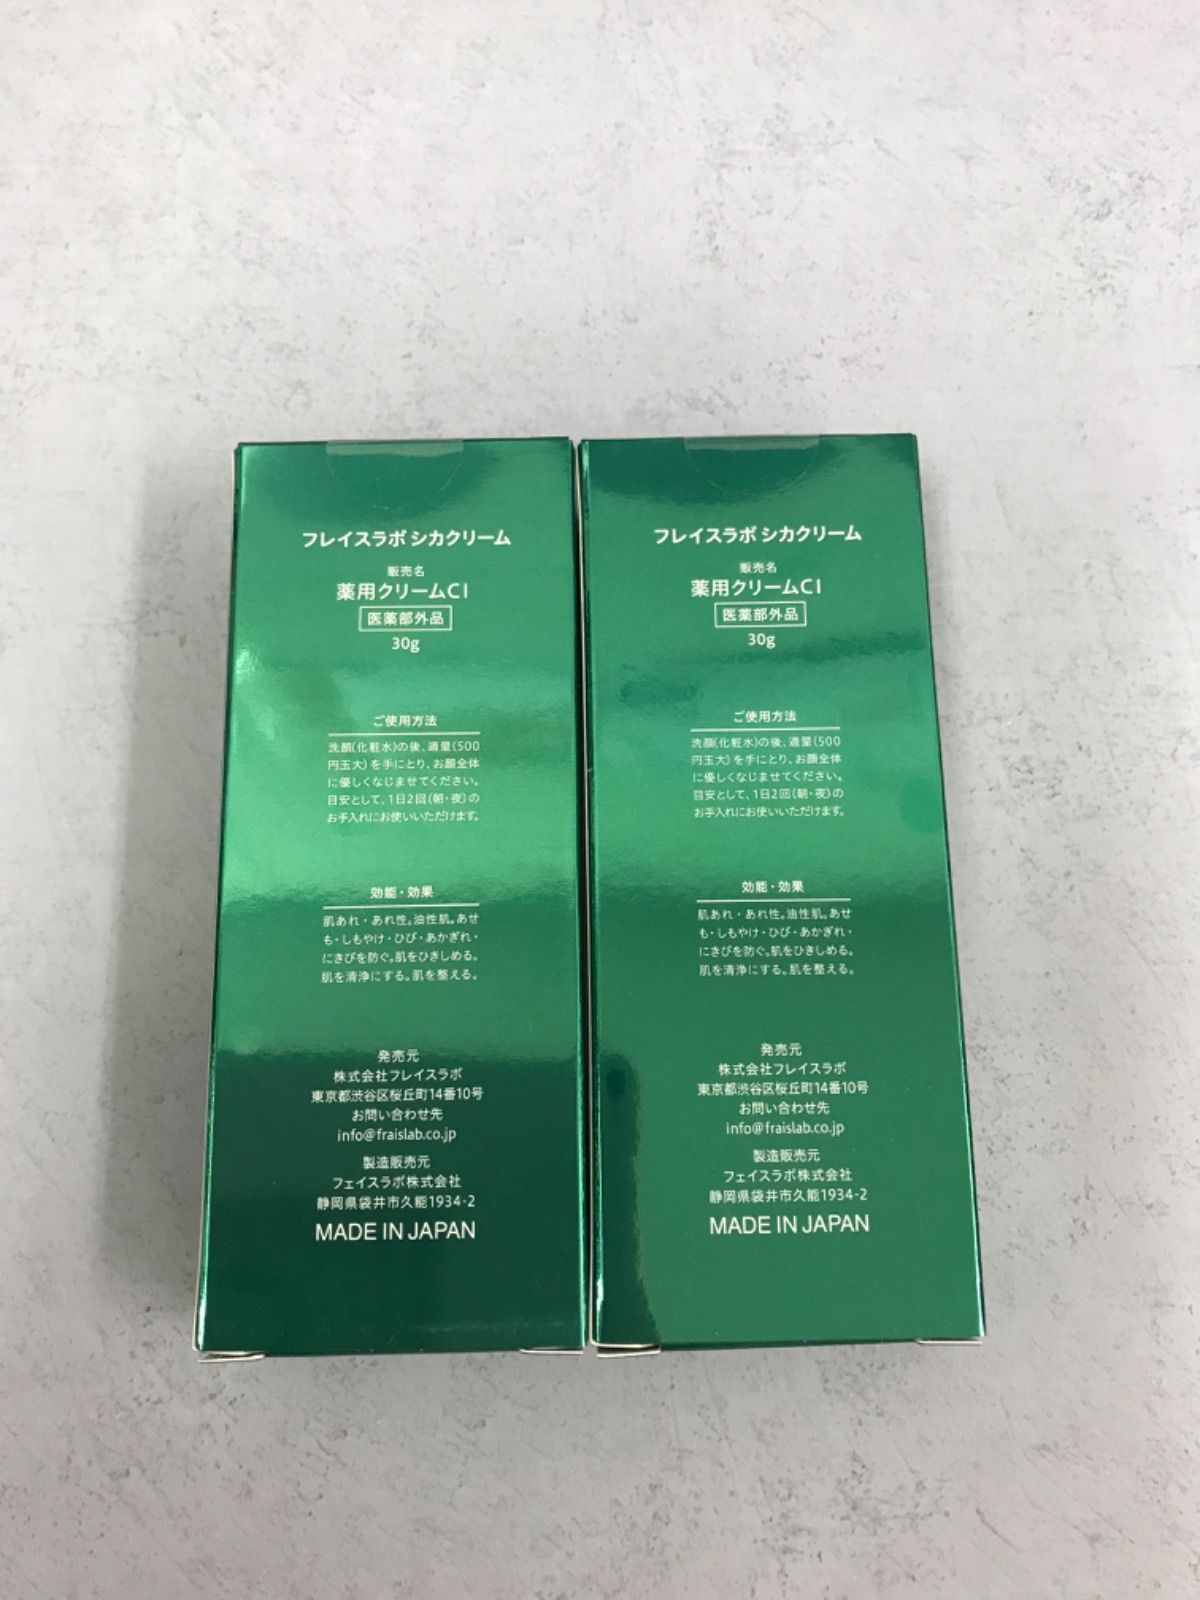 フレイスラボ シカクリーム
販売名
薬用クリームCI
医薬部外品
30g
ご使用方法
洗顔(化粧水)の後、適量(500
円玉大)を手にとり、お顔全体
に優しくなじませてください。
目安として、1日2回(朝・夜)の
お手入れにお使いいただけます。
効能・効果
肌あれ・あれ性。油性肌。あせ
も・しもやけ・ひび・あかぎれ・
にきびを防ぐ。肌をひきしめる。
肌を清浄にする。肌を整える。
発売元
株式会社フレイスラボ
東京都渋谷区桜丘町14番10号
お問い合わせ先
info@fraislab.co.jp
製造販売元
フェイスラボ株式会社
静岡県袋井市久能1934-2
MADE IN JAPAN
フレイスラボ シカクリーム
販売名
薬用クリームCI
医薬部外品
30g
ご使用方法
洗顔(化粧水)の後、適量(500
円玉大)を手にとり、お顔全体
に優しくなじませてください。
目安として、1日2回(朝・夜)の
お手入れにお使いいただけます。
効能・効果
肌あれ・あれ性。油性肌。あせ
も・しもやけ・ひび・あかぎれ・
にきびを防ぐ。肌をひきしめる。
肌を清浄にする。肌を整える。
発売元
株式会社フレイスラボ
東京都渋谷区桜丘町14番10号
お問い合わせ先
info@fraislab.co.jp
製造販売元
フェイスラボ株式会社
静岡県袋井市久能1934-2
MADE IN JAPAN